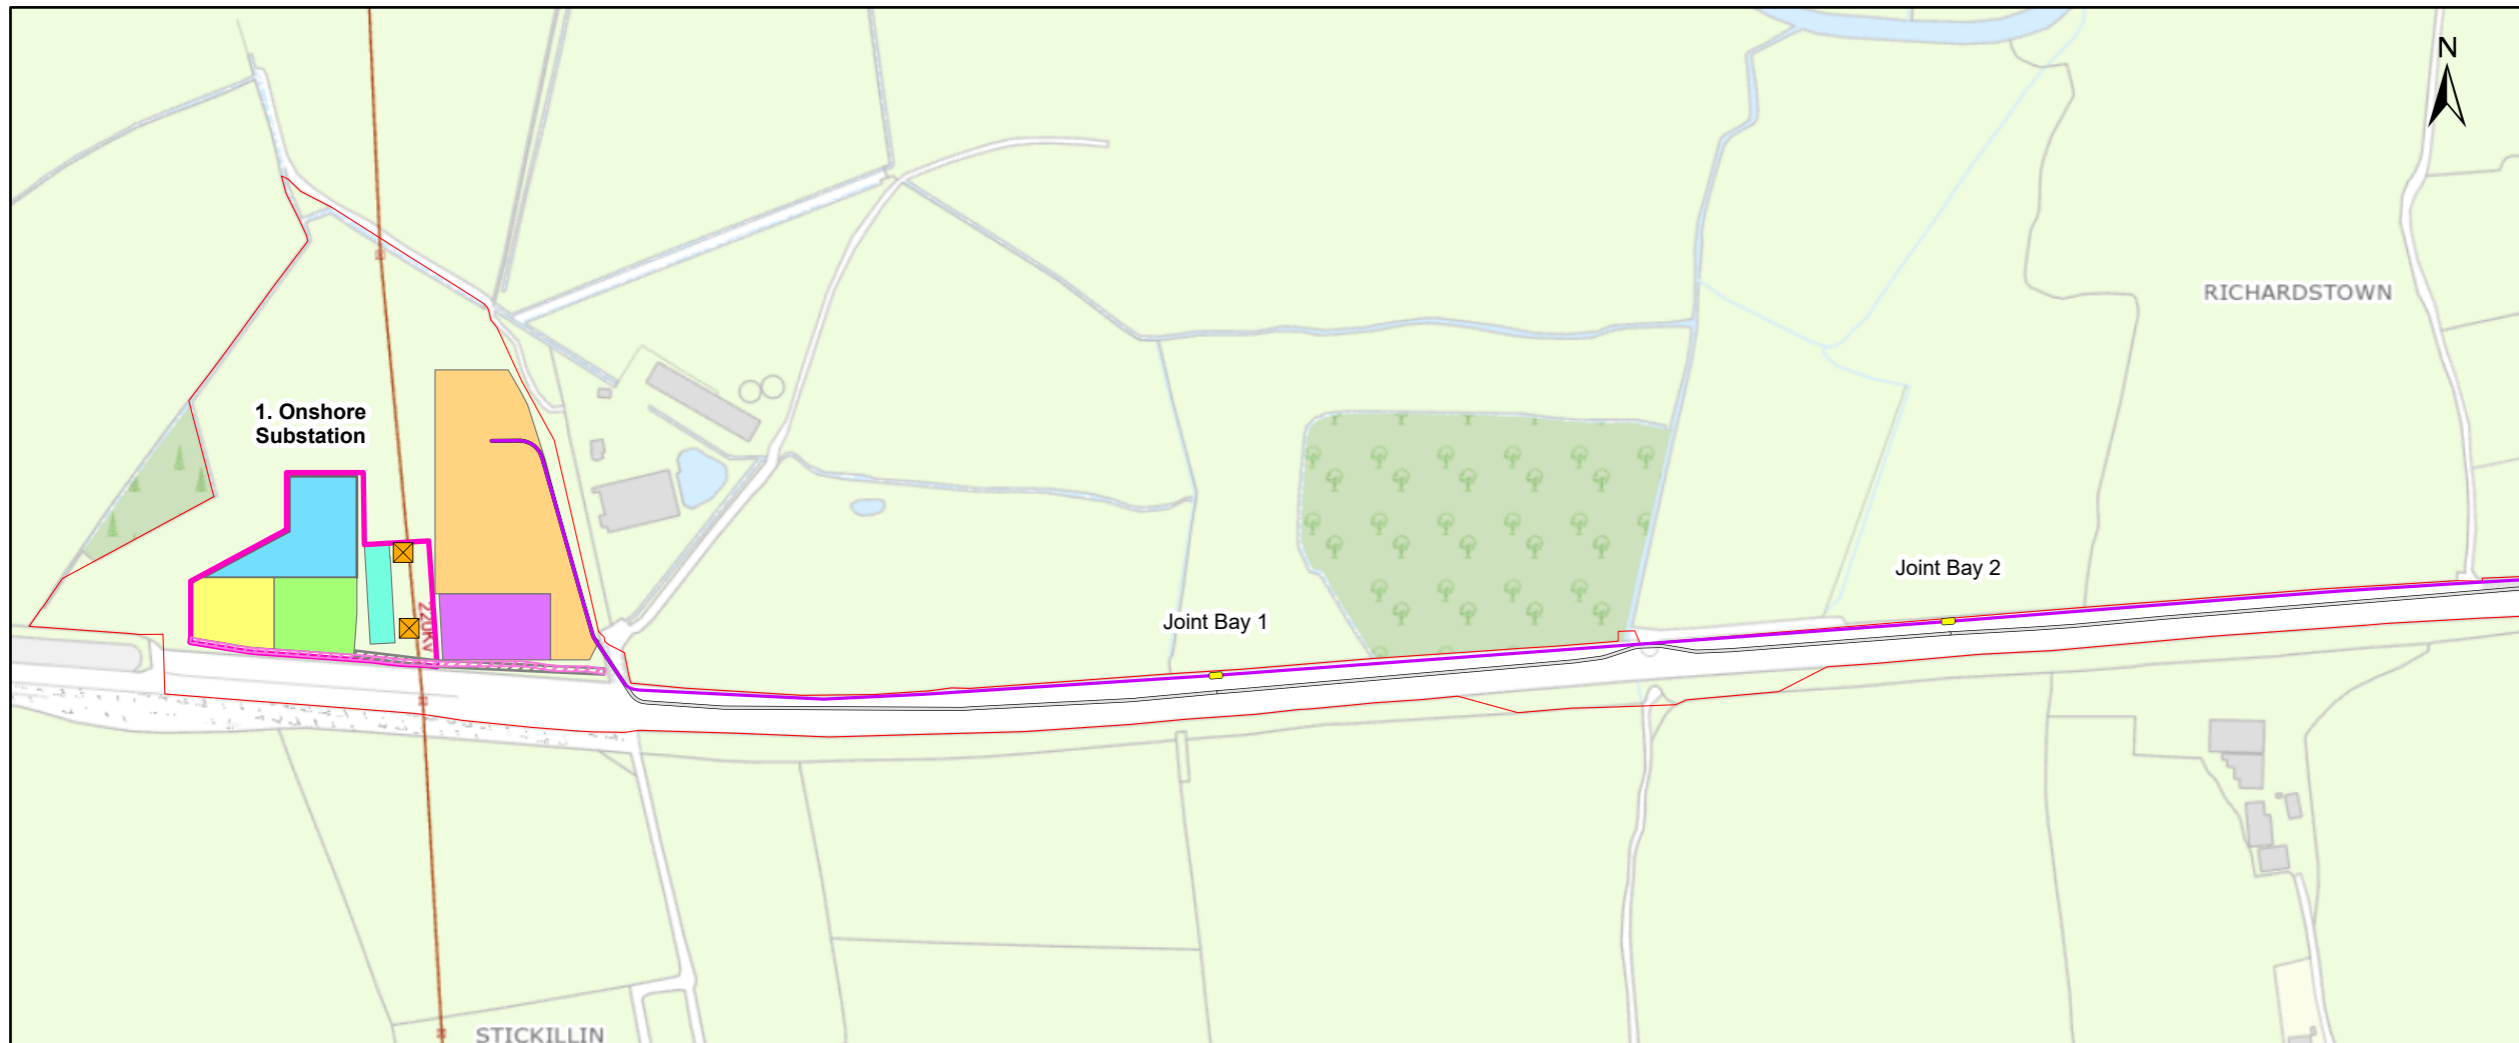 N
RICHARDSTOWN
1. Onshore
Substation
Joint Bay 2
220KV
Joint Bay 1
STICKILLIN